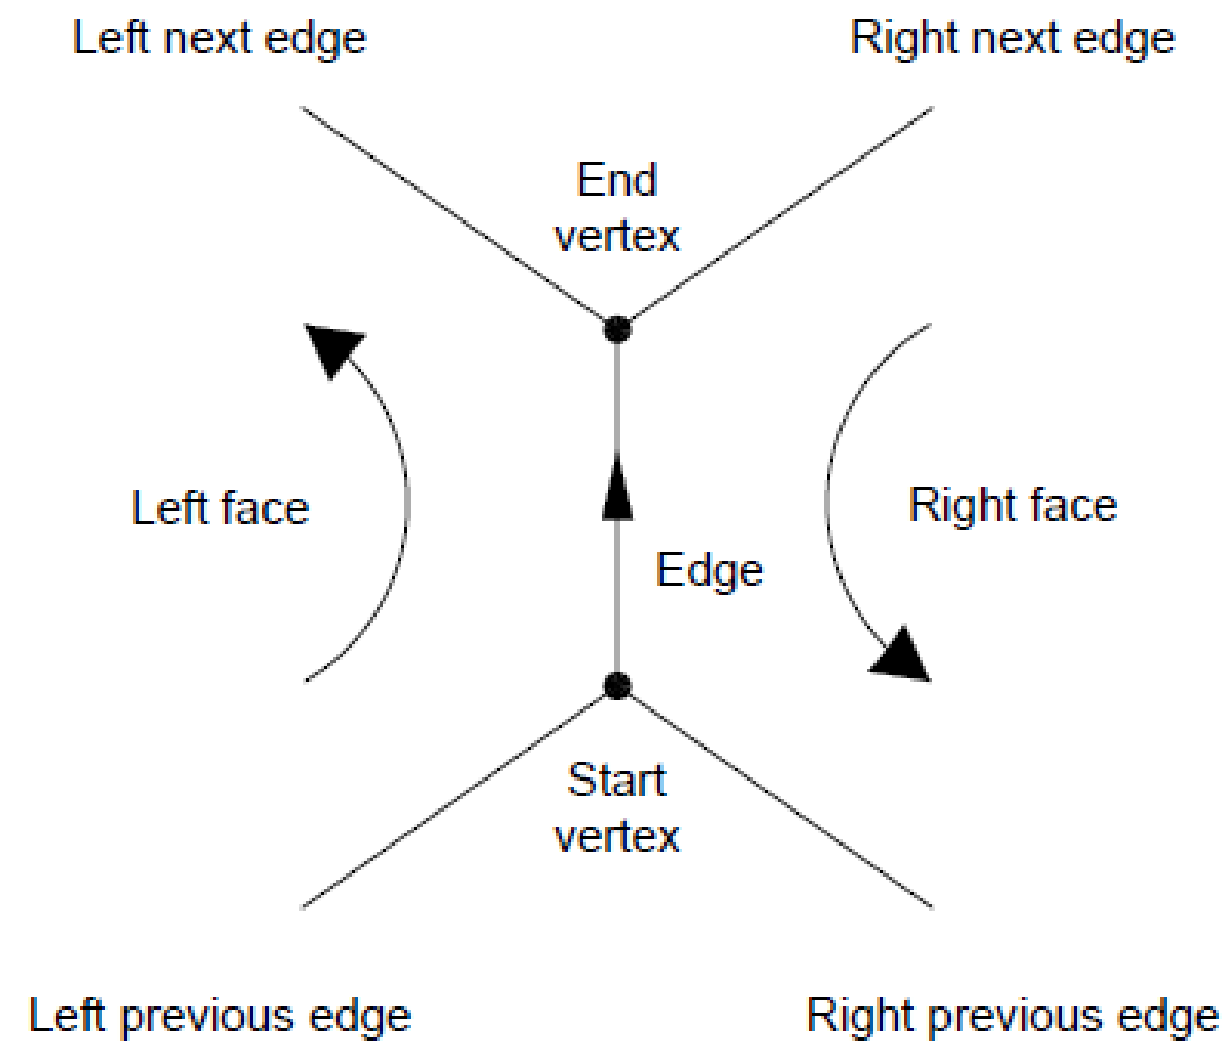 Left next edge
Right next edge
End
vertex
Left face
Right face
Edge
Start
vertex
Left previous edge
Right previous edge